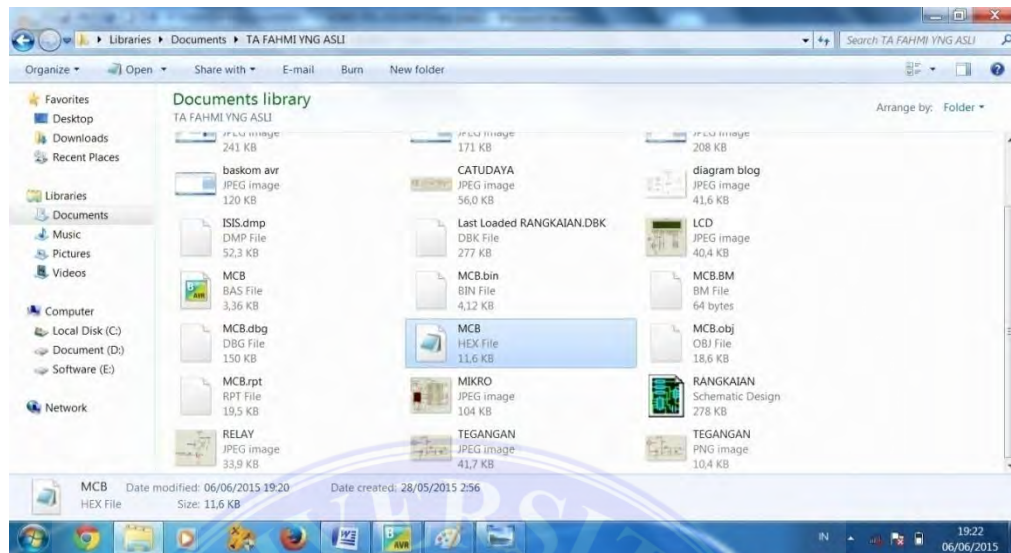 Libraries ▸ Documents ▸ TA FAHMI YNG ASLI
Search TA FAHMI YNG ASLI
Organize Open Share with E-mail Burn New folder
Favorites
Desktop
Downloads
Recent Places
Libraries
Documents
Music
Pictures
Videos
Computer
Local Disk (C:)
Document (D:)
Software (E:)
Network
Documents library
TA FAHMI YNG ASLI
Arrange by: Folder
JPEG image
241 KB
JPEG image
171 KB
JPEG image
208 KB
baskom avr
JPEG image
120 KB
CATUDAYA
JPEG image
56,0 KB
diagram blog
JPEG image
41,6 KB
ISIS.dmp
DMP File
52,3 KB
Last Loaded RANGKAIAN.DBK
DBK File
277 KB
LCD
JPEG image
40,4 KB
MCB
BAS File
3,36 KB
MCB.bin
BIN File
4,12 KB
MCB.BM
BM File
64 bytes
MCB.dbg
DBG File
150 KB
MCB
HEX File
11,6 KB
MCB.obj
OBJ File
18,6 KB
MCB.rpt
RPT File
19,5 KB
MIKRO
JPEG image
104 KB
RANGKAIAN
Schematic Design
278 KB
RELAY
JPEG image
33,9 KB
TEGANGAN
JPEG image
41,7 KB
TEGANGAN
PNG image
10,4 KB
MCB Date modified: 06/06/2015 19:20 Date created: 28/05/2015 2:56
HEX File Size: 11,6 KB
AVR
IN
19:22
06/06/2015